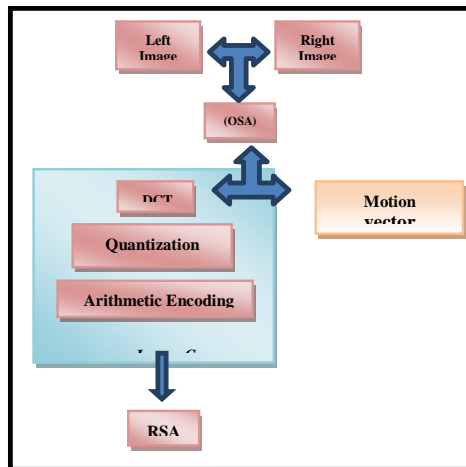 Left
Image
Right
Image
(OSA)
DCT
Motion
vector
Quantization
Arithmetic Encoding
RSA